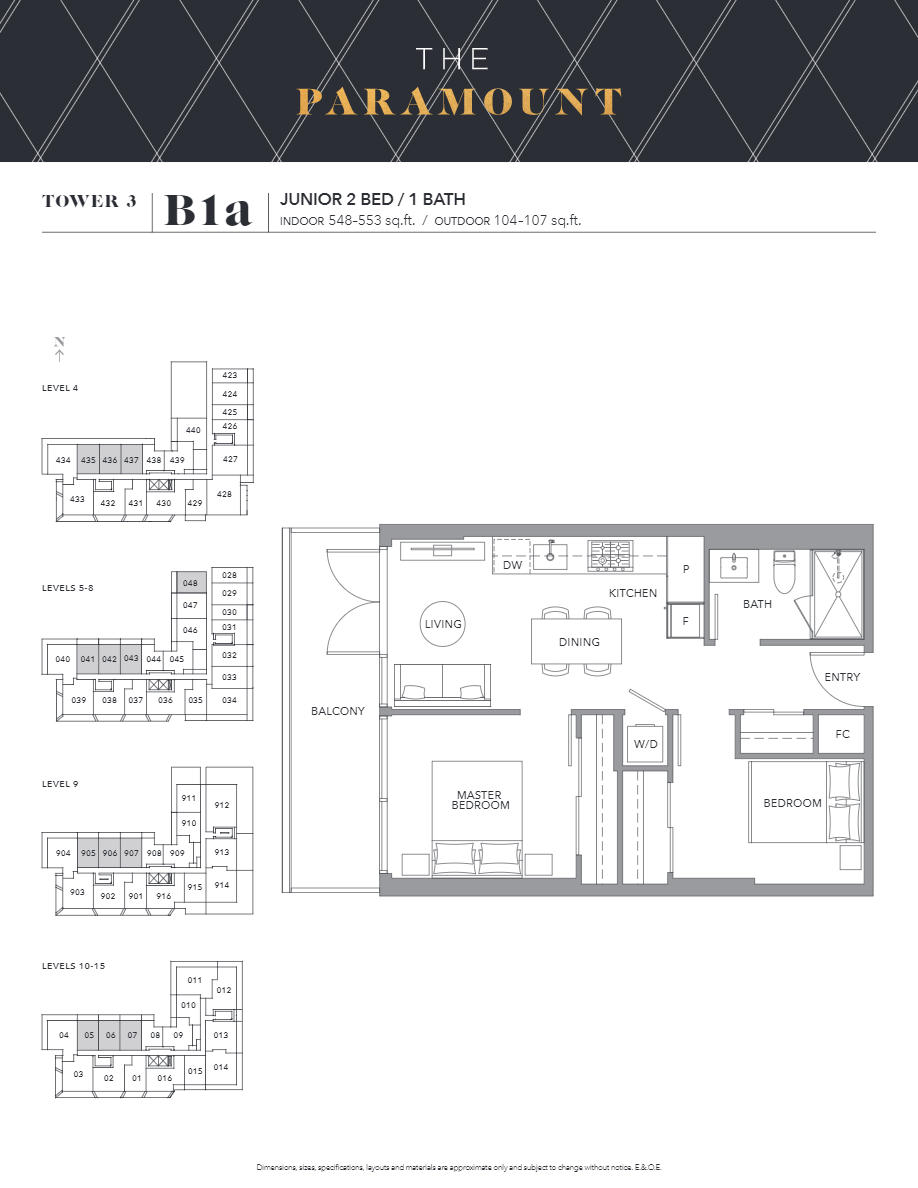 THE
PARAMOUNT
TOWER 3
B1a
JUNIOR 2 BED / 1 BATH
INDOOR 548–553 sq.ft. / OUTDOOR 104–107 sq.ft.
N
LEVEL 4
423
424
425
426
440
427
434 435 436 437 438 439
433 432 431 430 429 428
LEVELS 5-8
048
028
029
047
030
046
031
040 041 042 043 044 045
032
033
039 038 037 036 035 034
LEVEL 9
911
912
910
904 905 906 907 908 909
913
903 902 901 916 915 914
LEVELS 10-15
011
012
010
04 05 06 07 08 09
013
03 02 01 016 015 014
DW
KITCHEN
P
F
BATH
LIVING
DINING
ENTRY
BALCONY
W/D
FC
MASTER
BEDROOM
BEDROOM
Dimensions, sizes, specifications, layouts and materials are approximate only and subject to change without notice. E.&O.E.